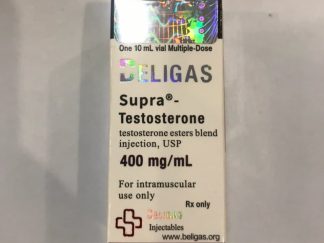 One 10 mL vial Multiple-Dose
BELIGAS
Supra®-
Testosterone
testosterone esters blend
injection, USP
400 mg/mL
For intramuscular
use only
Rx only
BELIGAS
Injectables
www.beligas.org